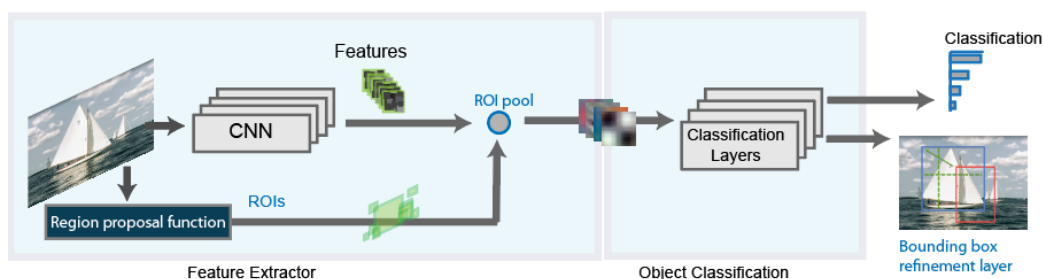 Features
CNN
ROI pool
Region proposal function
ROIs
Feature Extractor
Classification
Layers
Object Classification
Classification
Bounding box
refinement layer